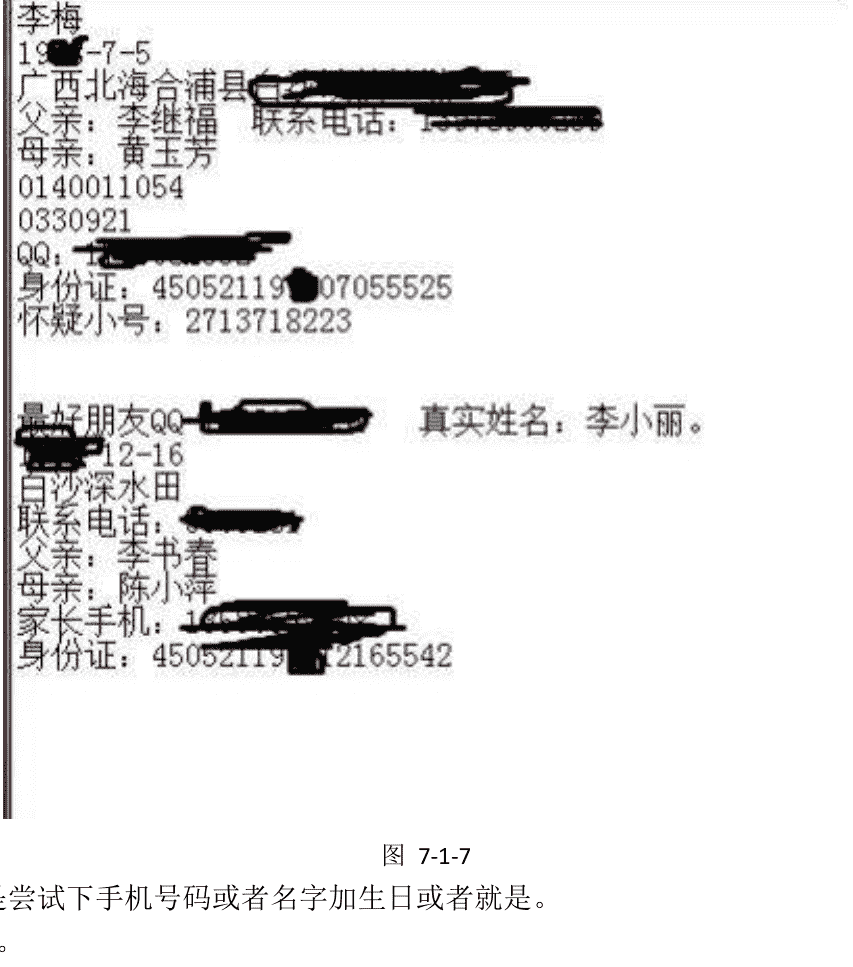 李梅
19 -7-5
广西北海合浦县
父亲：李继福 联系电话：
母亲：黄玉芳
0140011054
0330921
QQ：
身份证：45052119 07055525
怀疑小号：2713718223
最好朋友QQ 真实姓名：李小丽。
12-16
白沙深水田
联系电话：
父亲：李书春
母亲：陈小萍
家长手机：
身份证：45052119 12165542
图 7-1-7
尝试下手机号码或者名字加生日或者就是。
。